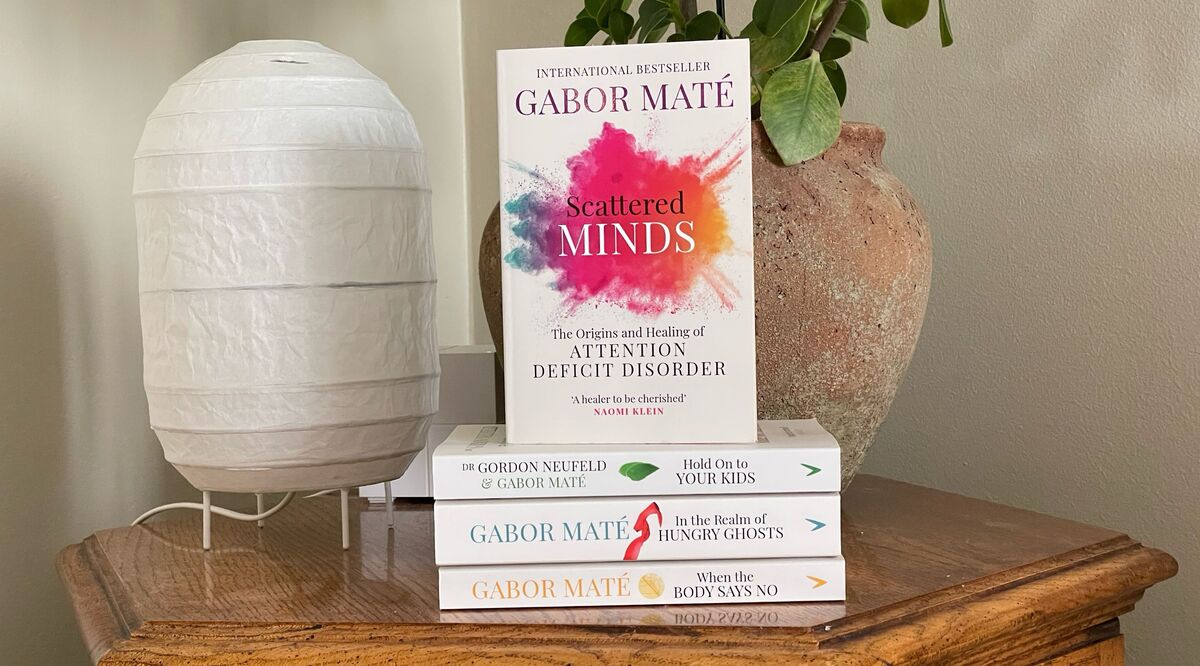 INTERNATIONAL BESTSELLER
GABOR MATÉ
Scattered
MINDS
The Origins and Healing of
ATTENTION
DEFICIT DISORDER
‘A healer to be cherished’
NAOMI KLEIN
DR GORDON NEUFELD
& GABOR MATÉ
Hold On to
YOUR KIDS
GABOR MATÉ
In the Realm of
HUNGRY GHOSTS
GABOR MATÉ
When the
BODY SAYS NO